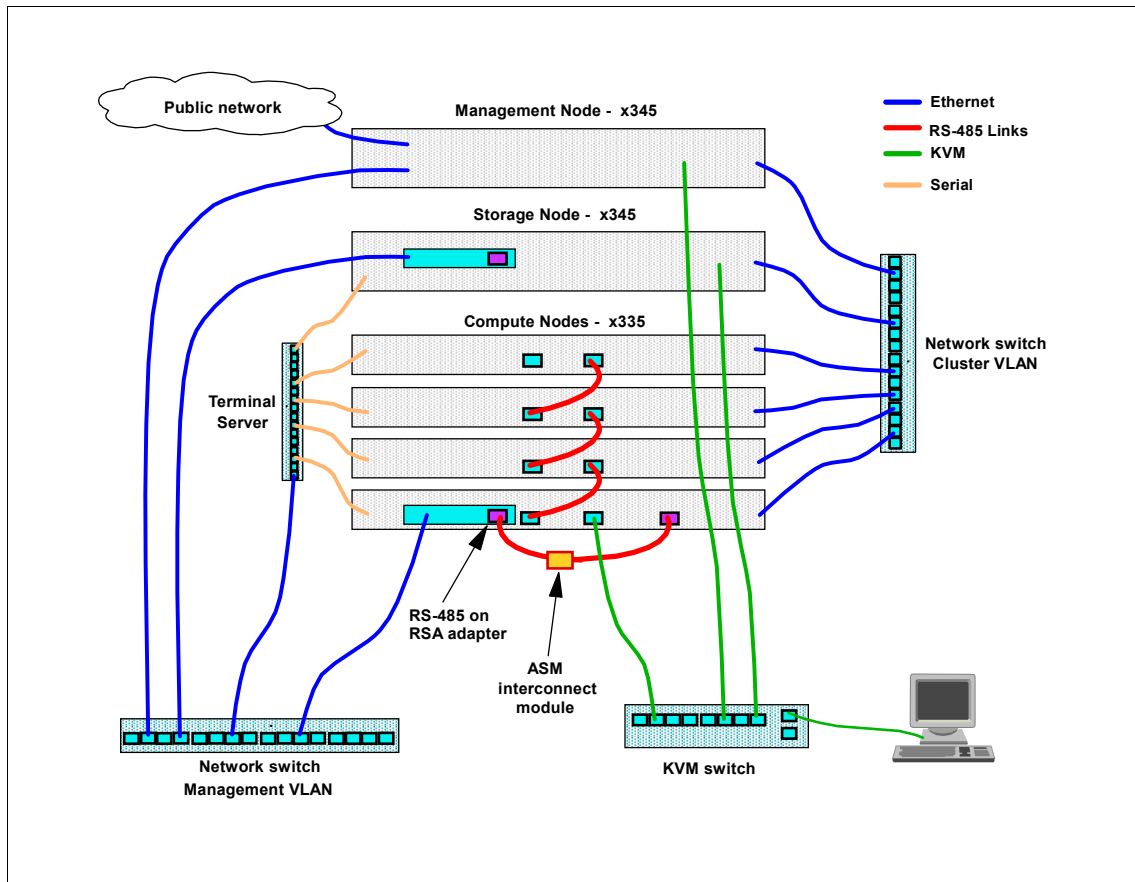 Public network
Management Node - x345
Ethernet
RS-485 Links
KVM
Serial
Storage Node - x345
Compute Nodes - x335
Network switch
Cluster VLAN
Terminal
Server
RS-485 on
RSA adapter
ASM
interconnect
module
Network switch
Management VLAN
KVM switch